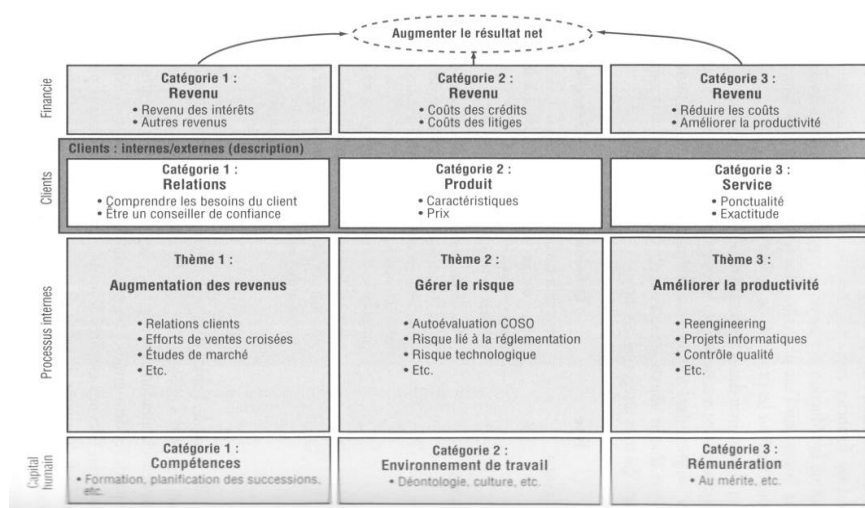 Augmenter le résultat net
Financie
Catégorie 1 :
Revenu
• Revenu des intérêts
• Autres revenus
Catégorie 2 :
Revenu
• Coûts des crédits
• Coûts des litiges
Catégorie 3 :
Revenu
• Réduire les coûts
• Améliorer la productivité
Clients
Clients : internes/externes (description)
Catégorie 1 :
Relations
• Comprendre les besoins du client
• Être un conseiller de confiance
Catégorie 2 :
Produit
• Caractéristiques
• Prix
Catégorie 3 :
Service
• Ponctualité
• Exactitude
Processus internes
Thème 1 :
Augmentation des revenus
• Relations clients
• Efforts de ventes croisées
• Études de marché
• Etc.
Thème 2 :
Gérer le risque
• Autoévaluation COSO
• Risque lié à la réglementation
• Risque technologique
• Etc.
Thème 3 :
Améliorer la productivité
• Reengineering
• Projets informatiques
• Contrôle qualité
• Etc.
Capital
humain
Catégorie 1 :
Compétences
• Formation, planification des successions,
etc.
Catégorie 2 :
Environnement de travail
• Déontologie, culture, etc.
Catégorie 3 :
Rémunération
• Au mérite, etc.